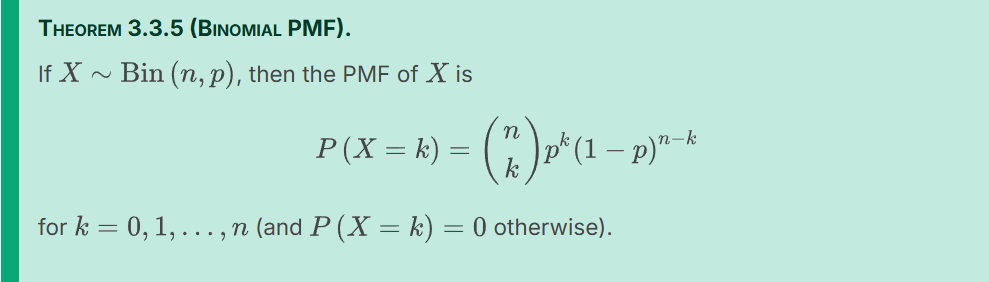 THEOREM 3.3.5 (BINOMIAL PMF).
If X ∼ Bin (n, p), then the PMF of X is
P (X = k) = (n k) p^k (1 − p)^{n−k}
for k = 0, 1, . . . , n (and P (X = k) = 0 otherwise).